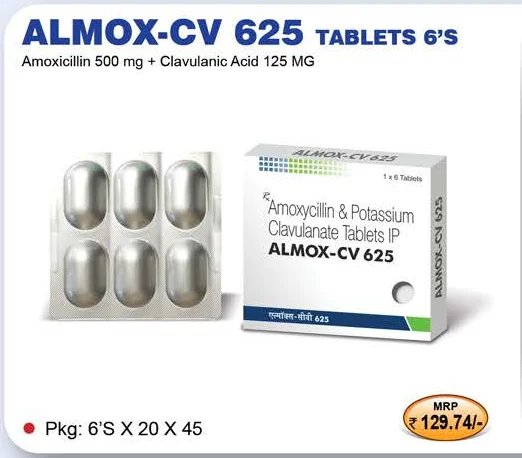 ALMOX-CV 625 TABLETS 6'S
Amoxicillin 500 mg + Clavulanic Acid 125 MG
ALMOX-CV 625
1 x 6 Tablets
Rx
Amoxycillin & Potassium
Clavulanate Tablets IP
ALMOX-CV 625
एल्मॉक्स-सीवी 625
ALMOX-CV 625
Pkg: 6'S X 20 X 45
MRP
₹ 129.74/-